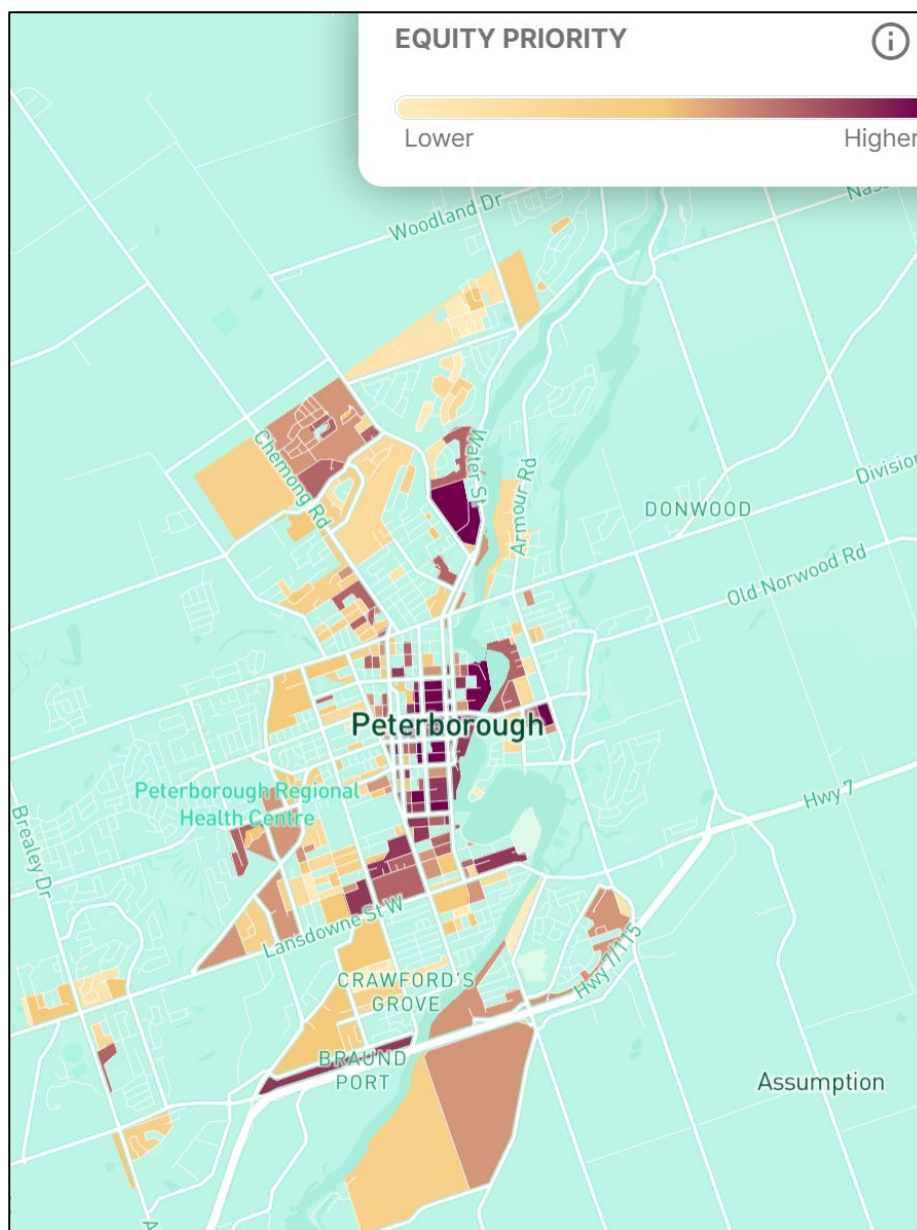 EQUITY PRIORITY
Lower
Higher
Woodland Dr
Chemong Rd
Water St
Armour Rd
Division
DONWOOD
Old Norwood Rd
Peterborough
Peterborough Regional
Health Centre
Hwy 7
Brealey Dr
Lansdowne St W
Hwy 7/115
CRAWFORD'S
GROVE
BRAUND
PORT
Assumption